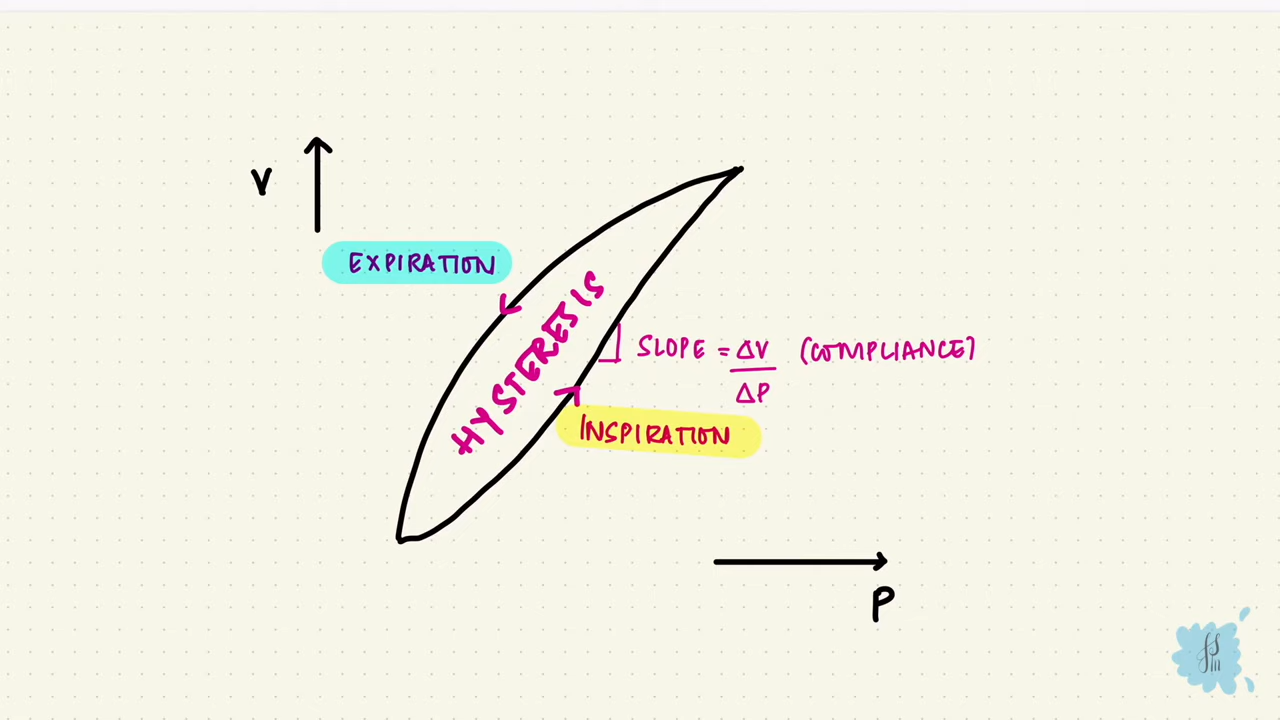 V
EXPIRATION
HYSTERESIS
SLOPE = ΔV (COMPLIANCE)
ΔP
INSPIRATION
P